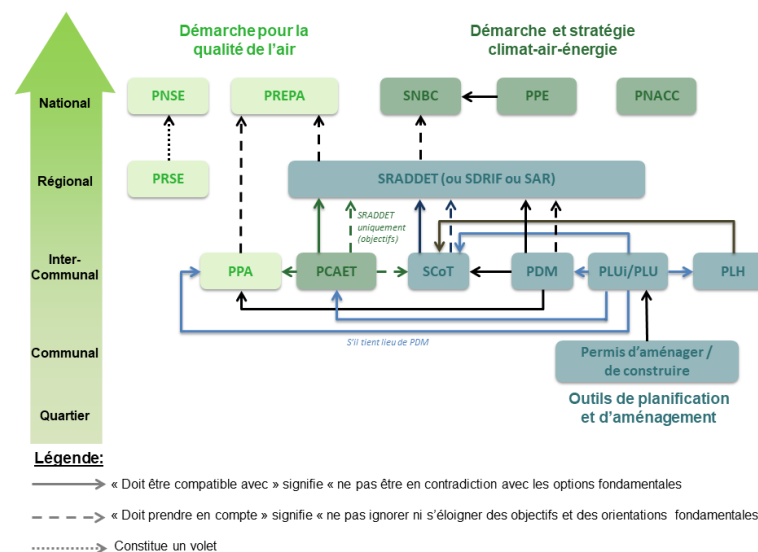 Démarche pour la
qualité de l'air
Démarche et stratégie
climat-air-énergie
National
PNSE
PREPA
SNBC
PPE
PNACC
Régional
PRSE
SRADDET (ou SDRIF ou SAR)
SRADDET
uniquement
(objectifs)
Inter-
Communal
PPA
PCAET
SCoT
PDM
PLUi/PLU
PLH
S'il tient lieu de PDM
Communal
Permis d'aménager /
de construire
Quartier
Outils de planification
et d'aménagement
Légende:
« Doit être compatible avec » signifie « ne pas être en contradiction avec les options fondamentales
« Doit prendre en compte » signifie « ne pas ignorer ni s'éloigner des objectifs et des orientations fondamentales
Constitue un volet